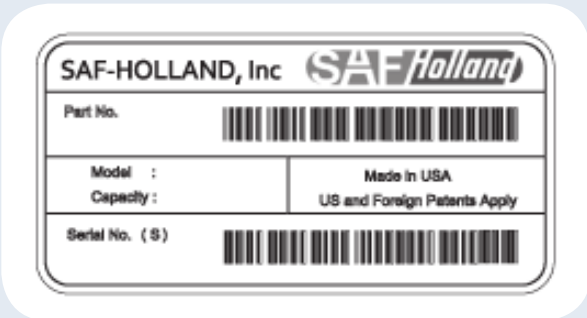 SAF-HOLLAND, Inc SAF Holland
Part No.
Model :
Capacity :
Made in USA
US and Foreign Patents Apply
Serial No. ( S )